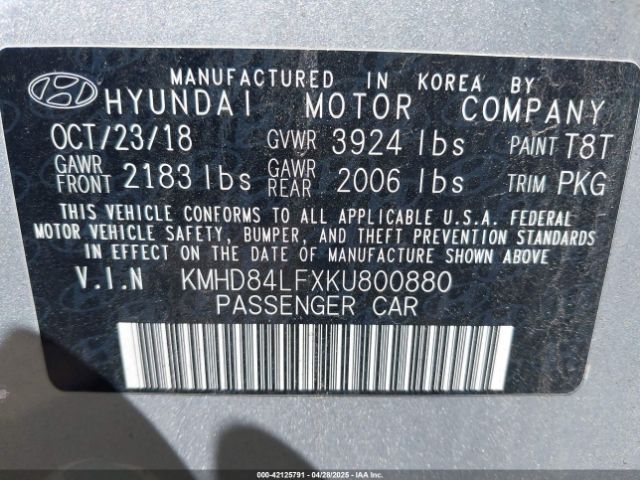 MANUFACTURED IN KOREA BY
HYUNDAI MOTOR COMPANY
OCT/23/18 GVWR 3924 lbs PAINT T8T
GAWR FRONT 2183 lbs GAWR REAR 2006 lbs TRIM PKG
THIS VEHICLE CONFORMS TO ALL APPLICABLE U.S.A. FEDERAL
MOTOR VEHICLE SAFETY, BUMPER, AND THEFT PREVENTION STANDARDS
IN EFFECT ON THE DATE OF MANUFACTURE SHOWN ABOVE.
V.I.N KMHD84LFXKU800880
PASSENGER CAR
000-42125791 - 04/28/2025 - IAAI.COM